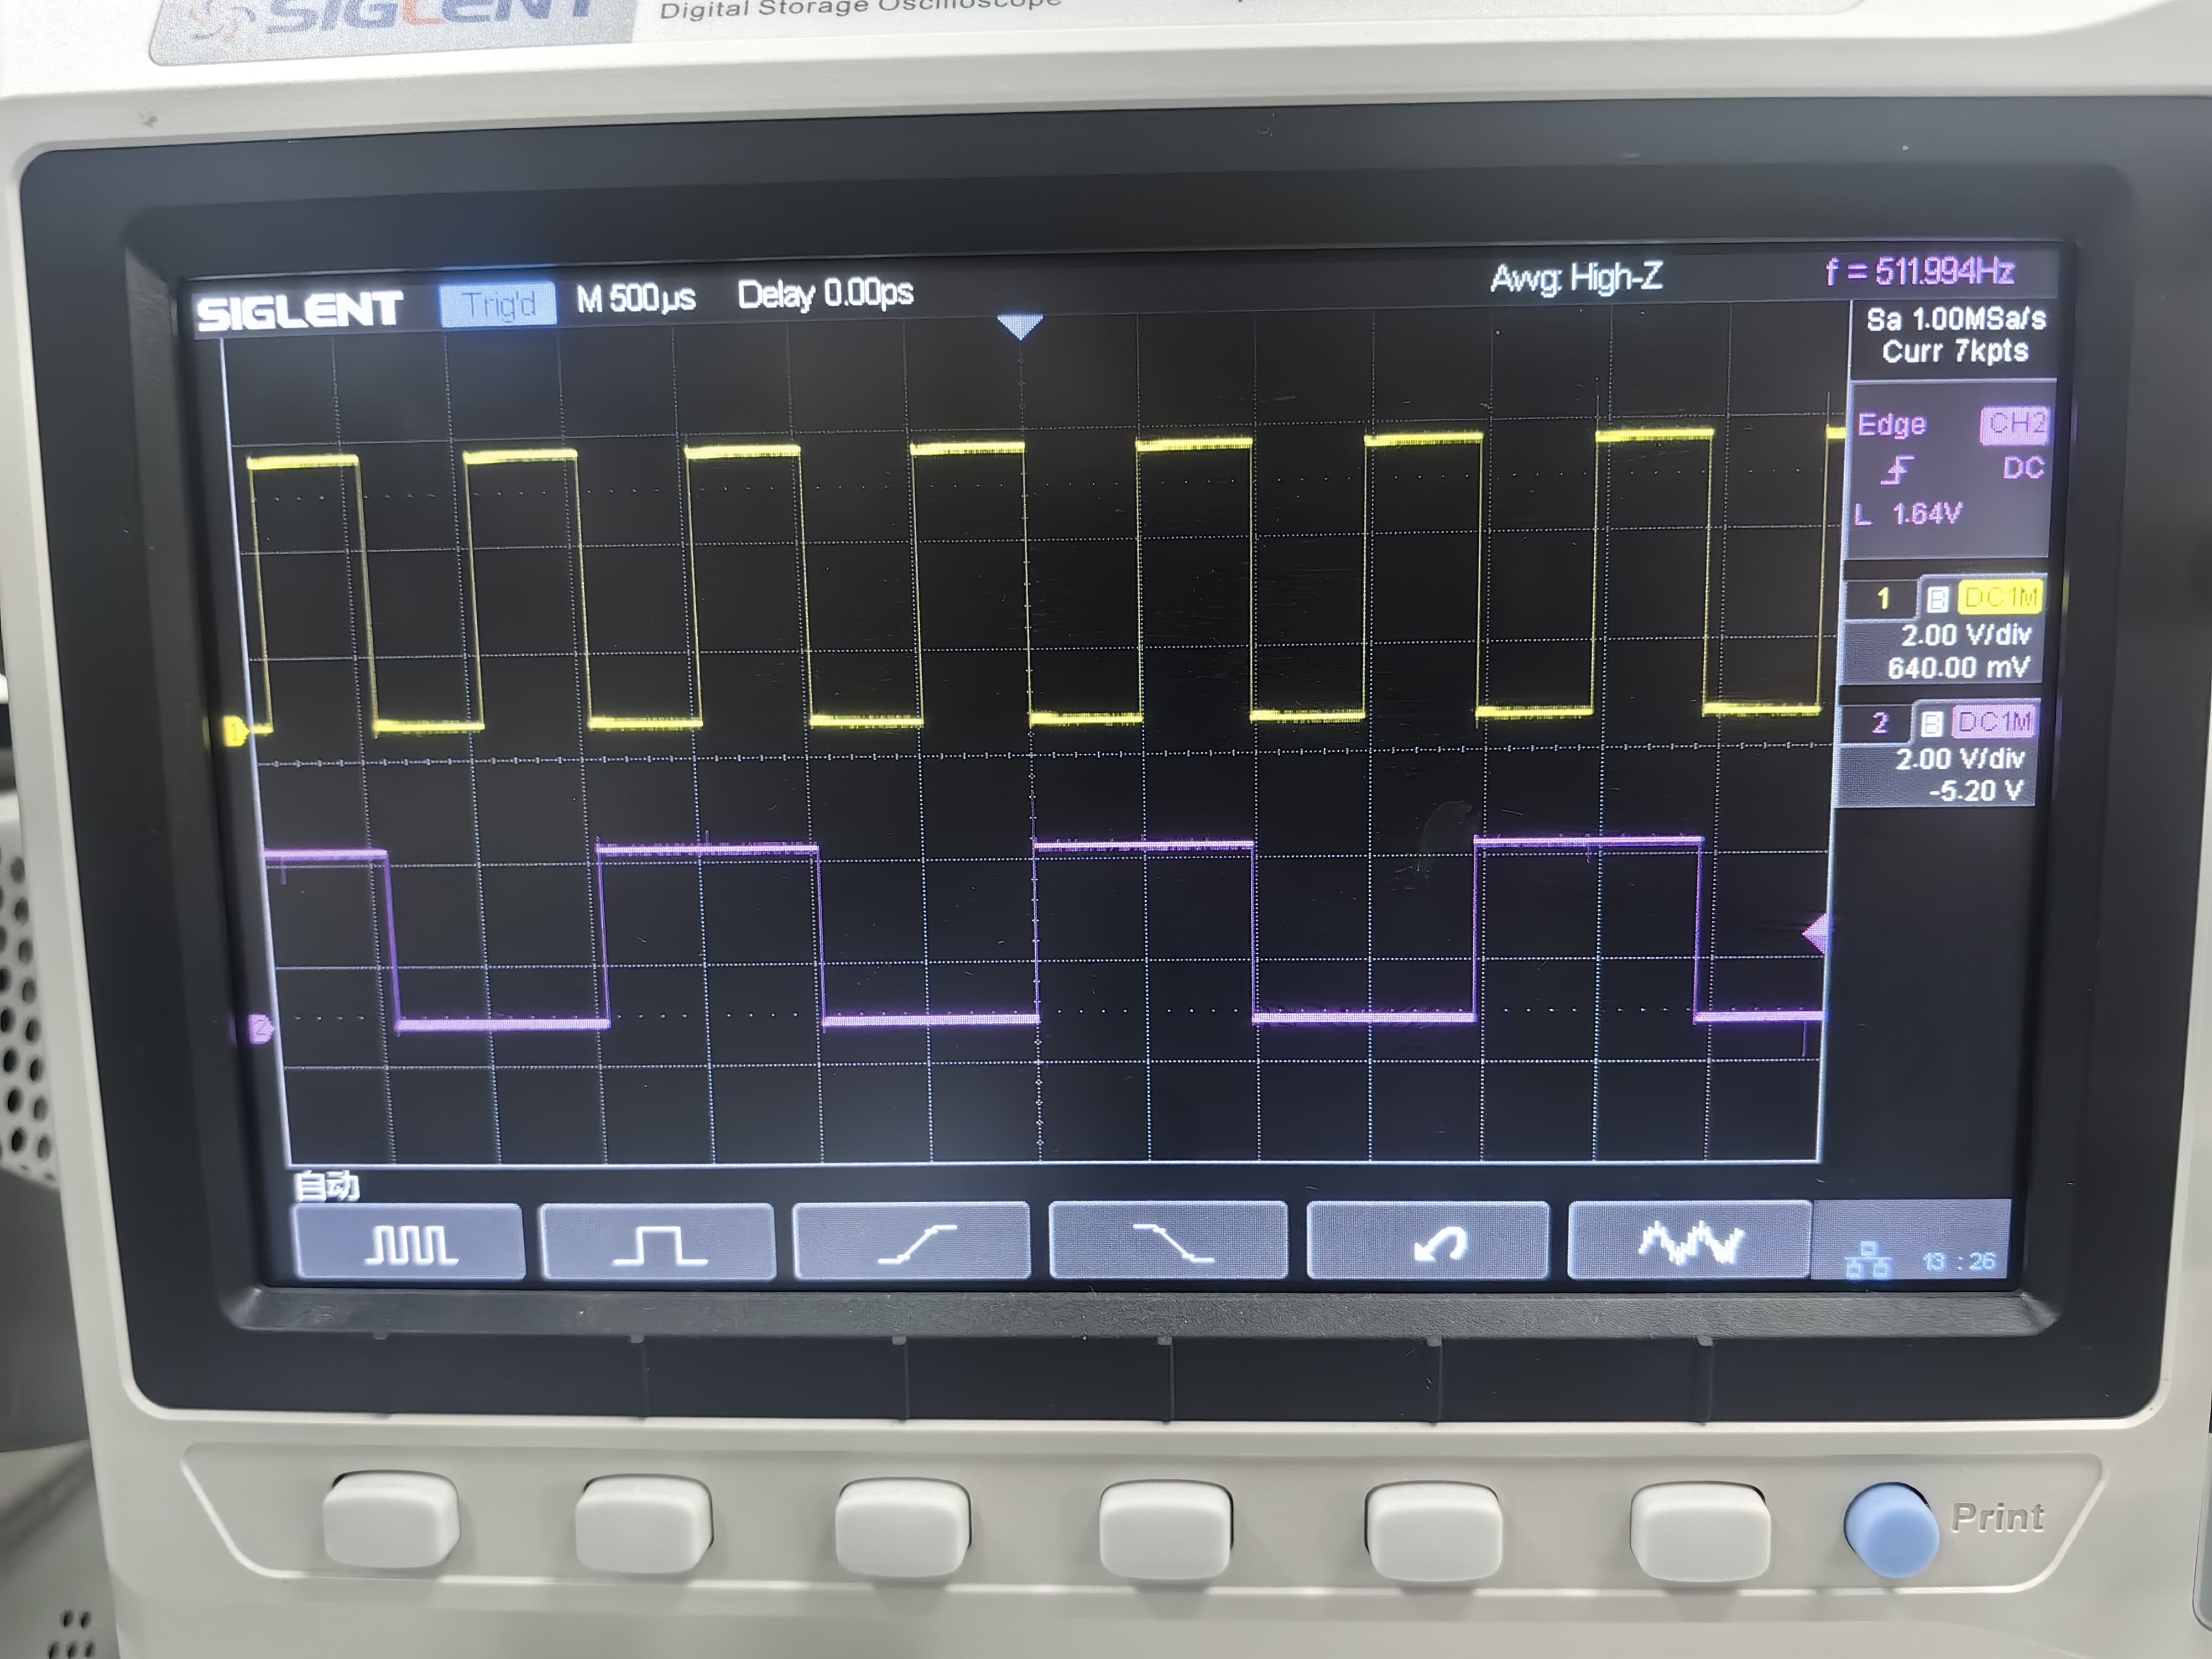 SIGLENT
Digital Storage Oscilloscope
SIGLENT Trig'd M 500µs Delay 0.00ps Awg: High-Z f = 511.994Hz
Sa 1.00MSa/s
Curr 7kpts
Edge CH2
DC
L 1.64V
1 B DC1M
2.00 V/div
640.00 mV
2 B DC1M
2.00 V/div
-5.20 V
1
2
自动
13 : 26
Print